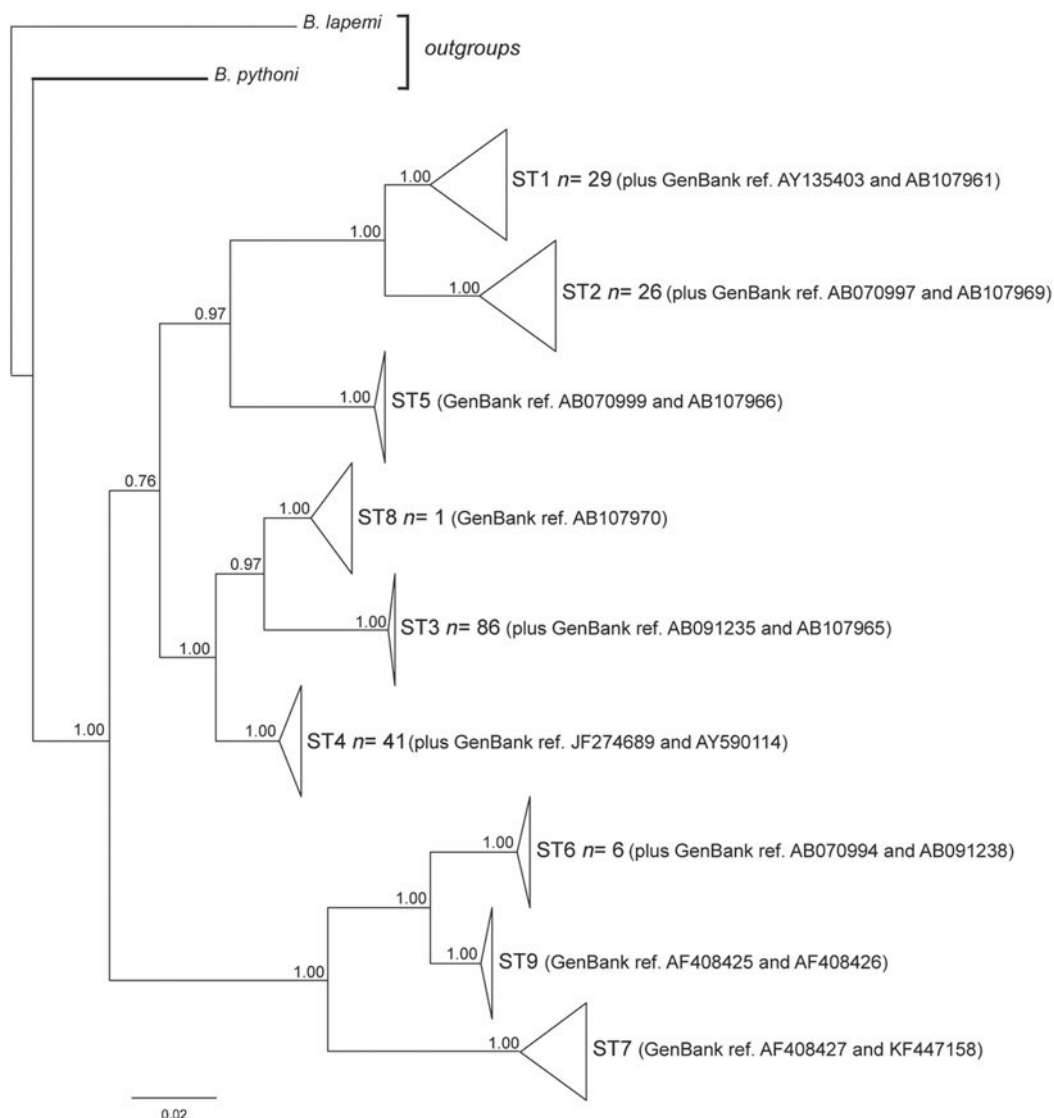 B. lapemi
outgroups
B. pythoni
1.00
ST1 n= 29 (plus GenBank ref. AY135403 and AB107961)
1.00
1.00
ST2 n= 26 (plus GenBank ref. AB070997 and AB107969)
0.97
1.00
ST5 (GenBank ref. AB070999 and AB107966)
0.76
1.00
ST8 n= 1 (GenBank ref. AB107970)
0.97
1.00
ST3 n= 86 (plus GenBank ref. AB091235 and AB107965)
1.00
1.00
ST4 n= 41 (plus GenBank ref. JF274689 and AY590114)
1.00
1.00
ST6 n= 6 (plus GenBank ref. AB070994 and AB091238)
1.00
1.00
ST9 (GenBank ref. AF408425 and AF408426)
1.00
1.00
ST7 (GenBank ref. AF408427 and KF447158)
0.02